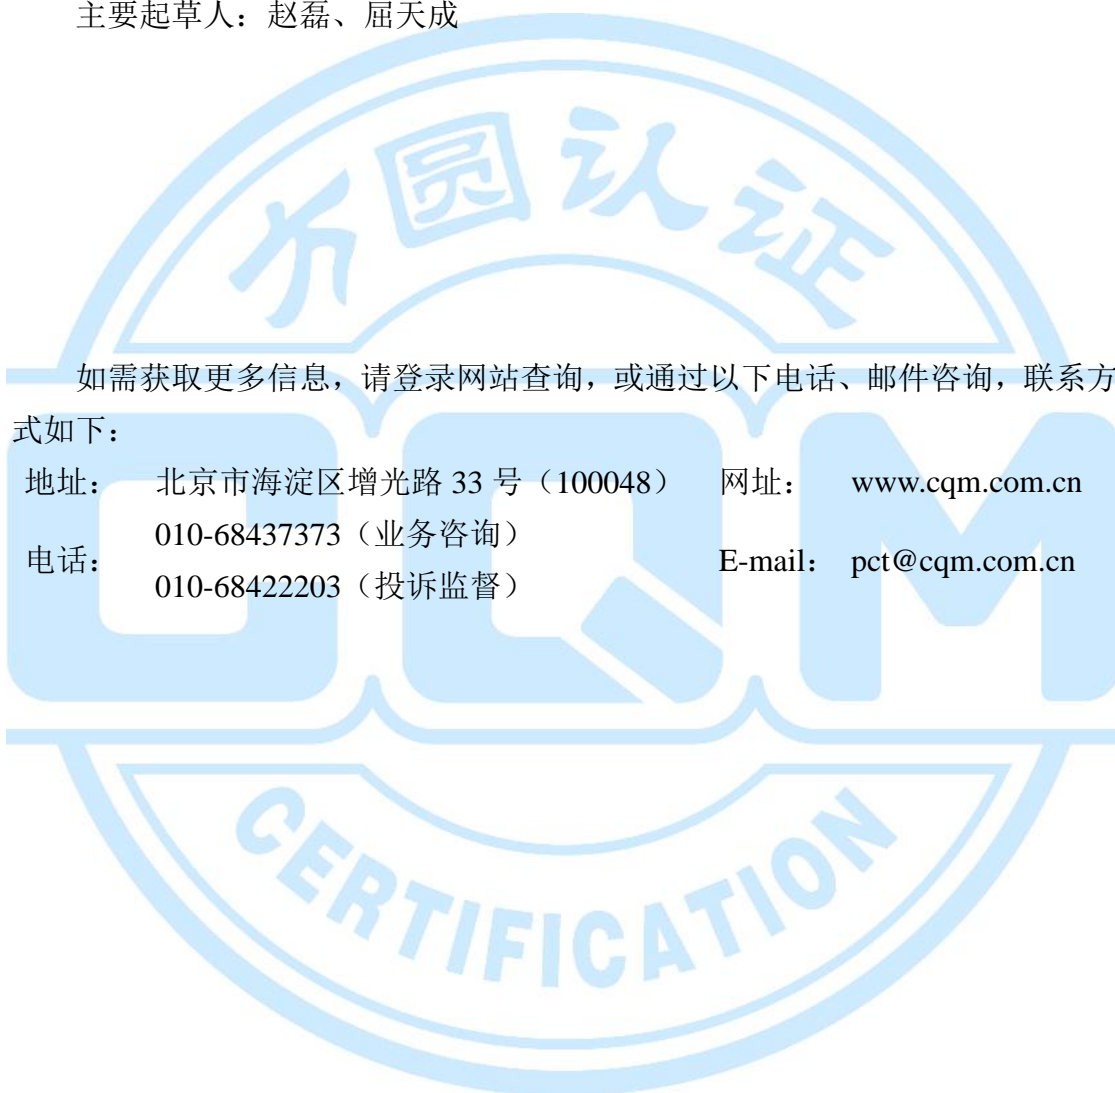 主要起草人：赵磊、屈天成
方圆认证
如需获取更多信息，请登录网站查询，或通过以下电话、邮件咨询，联系方
式如下：
地址： 北京市海淀区增光路 33 号（100048） 网址： www.cqm.com.cn
010-68437373（业务咨询）
电话： E-mail： pct@cqm.com.cn
010-68422203（投诉监督）
CQM
CERTIFICATION